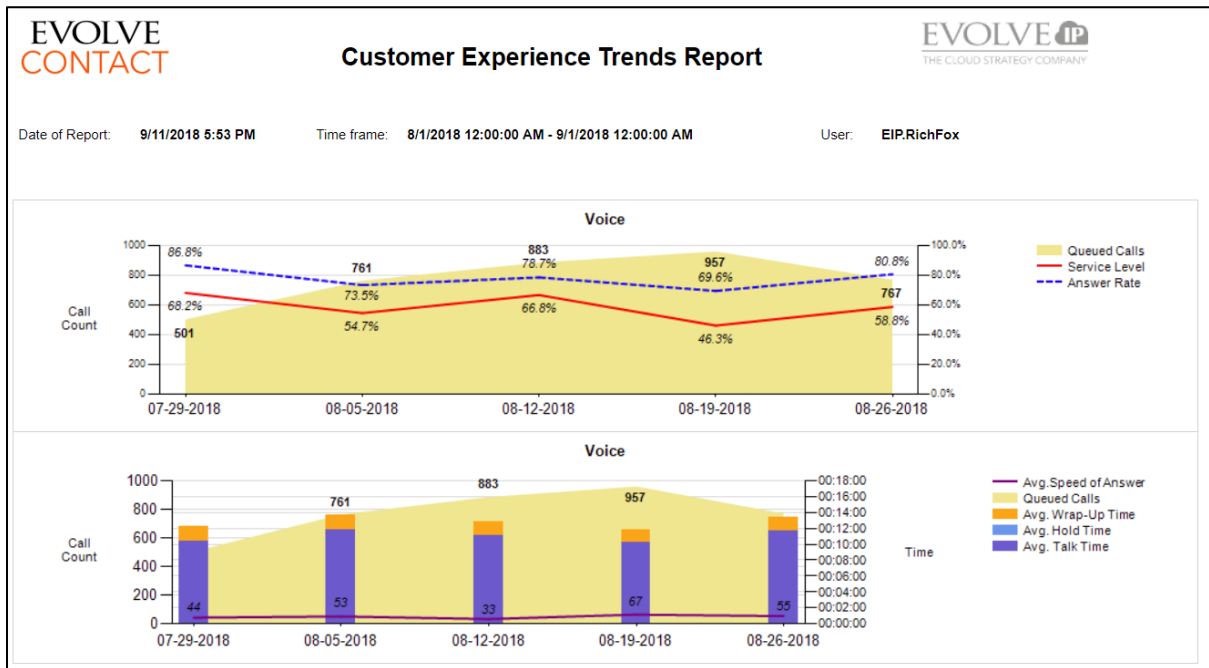 EVOLVE
CONTACT
Customer Experience Trends Report
EVOLVE IP
THE CLOUD STRATEGY COMPANY
Date of Report: 9/11/2018 5:53 PM Time frame: 8/1/2018 12:00:00 AM - 9/1/2018 12:00:00 AM User: EIP.RichFox
Voice
Call
Count
1000
800
600
400
200
0
86.8%
68.2%
501
761
73.5%
54.7%
883
78.7%
66.8%
957
69.6%
46.3%
80.8%
767
58.8%
100.0%
80.0%
60.0%
40.0%
20.0%
0.0%
07-29-2018 08-05-2018 08-12-2018 08-19-2018 08-26-2018
Queued Calls
Service Level
Answer Rate
Voice
Call
Count
1000
800
600
400
200
0
761
883
957
44
53
33
67
55
00:18:00
00:16:00
00:14:00
00:12:00
00:10:00
00:08:00
00:06:00
00:04:00
00:02:00
00:00:00
Time
07-29-2018 08-05-2018 08-12-2018 08-19-2018 08-26-2018
Avg.Speed of Answer
Queued Calls
Avg. Wrap-Up Time
Avg. Hold Time
Avg. Talk Time